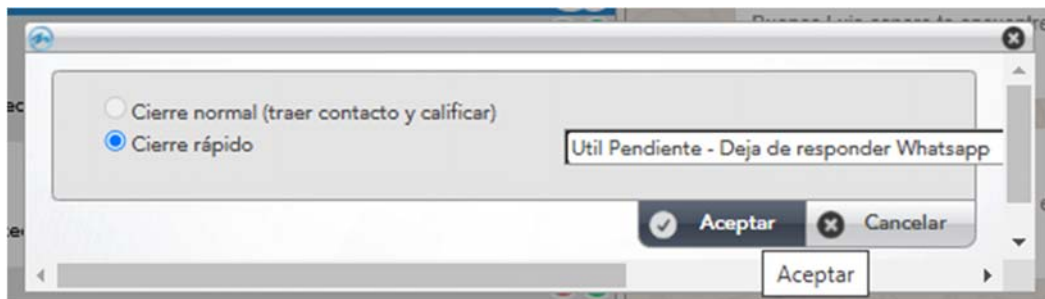 Cierre normal (traer contacto y calificar)
Cierre rápido
Util Pendiente - Deja de responder Whatsapp
Aceptar
Cancelar
Aceptar